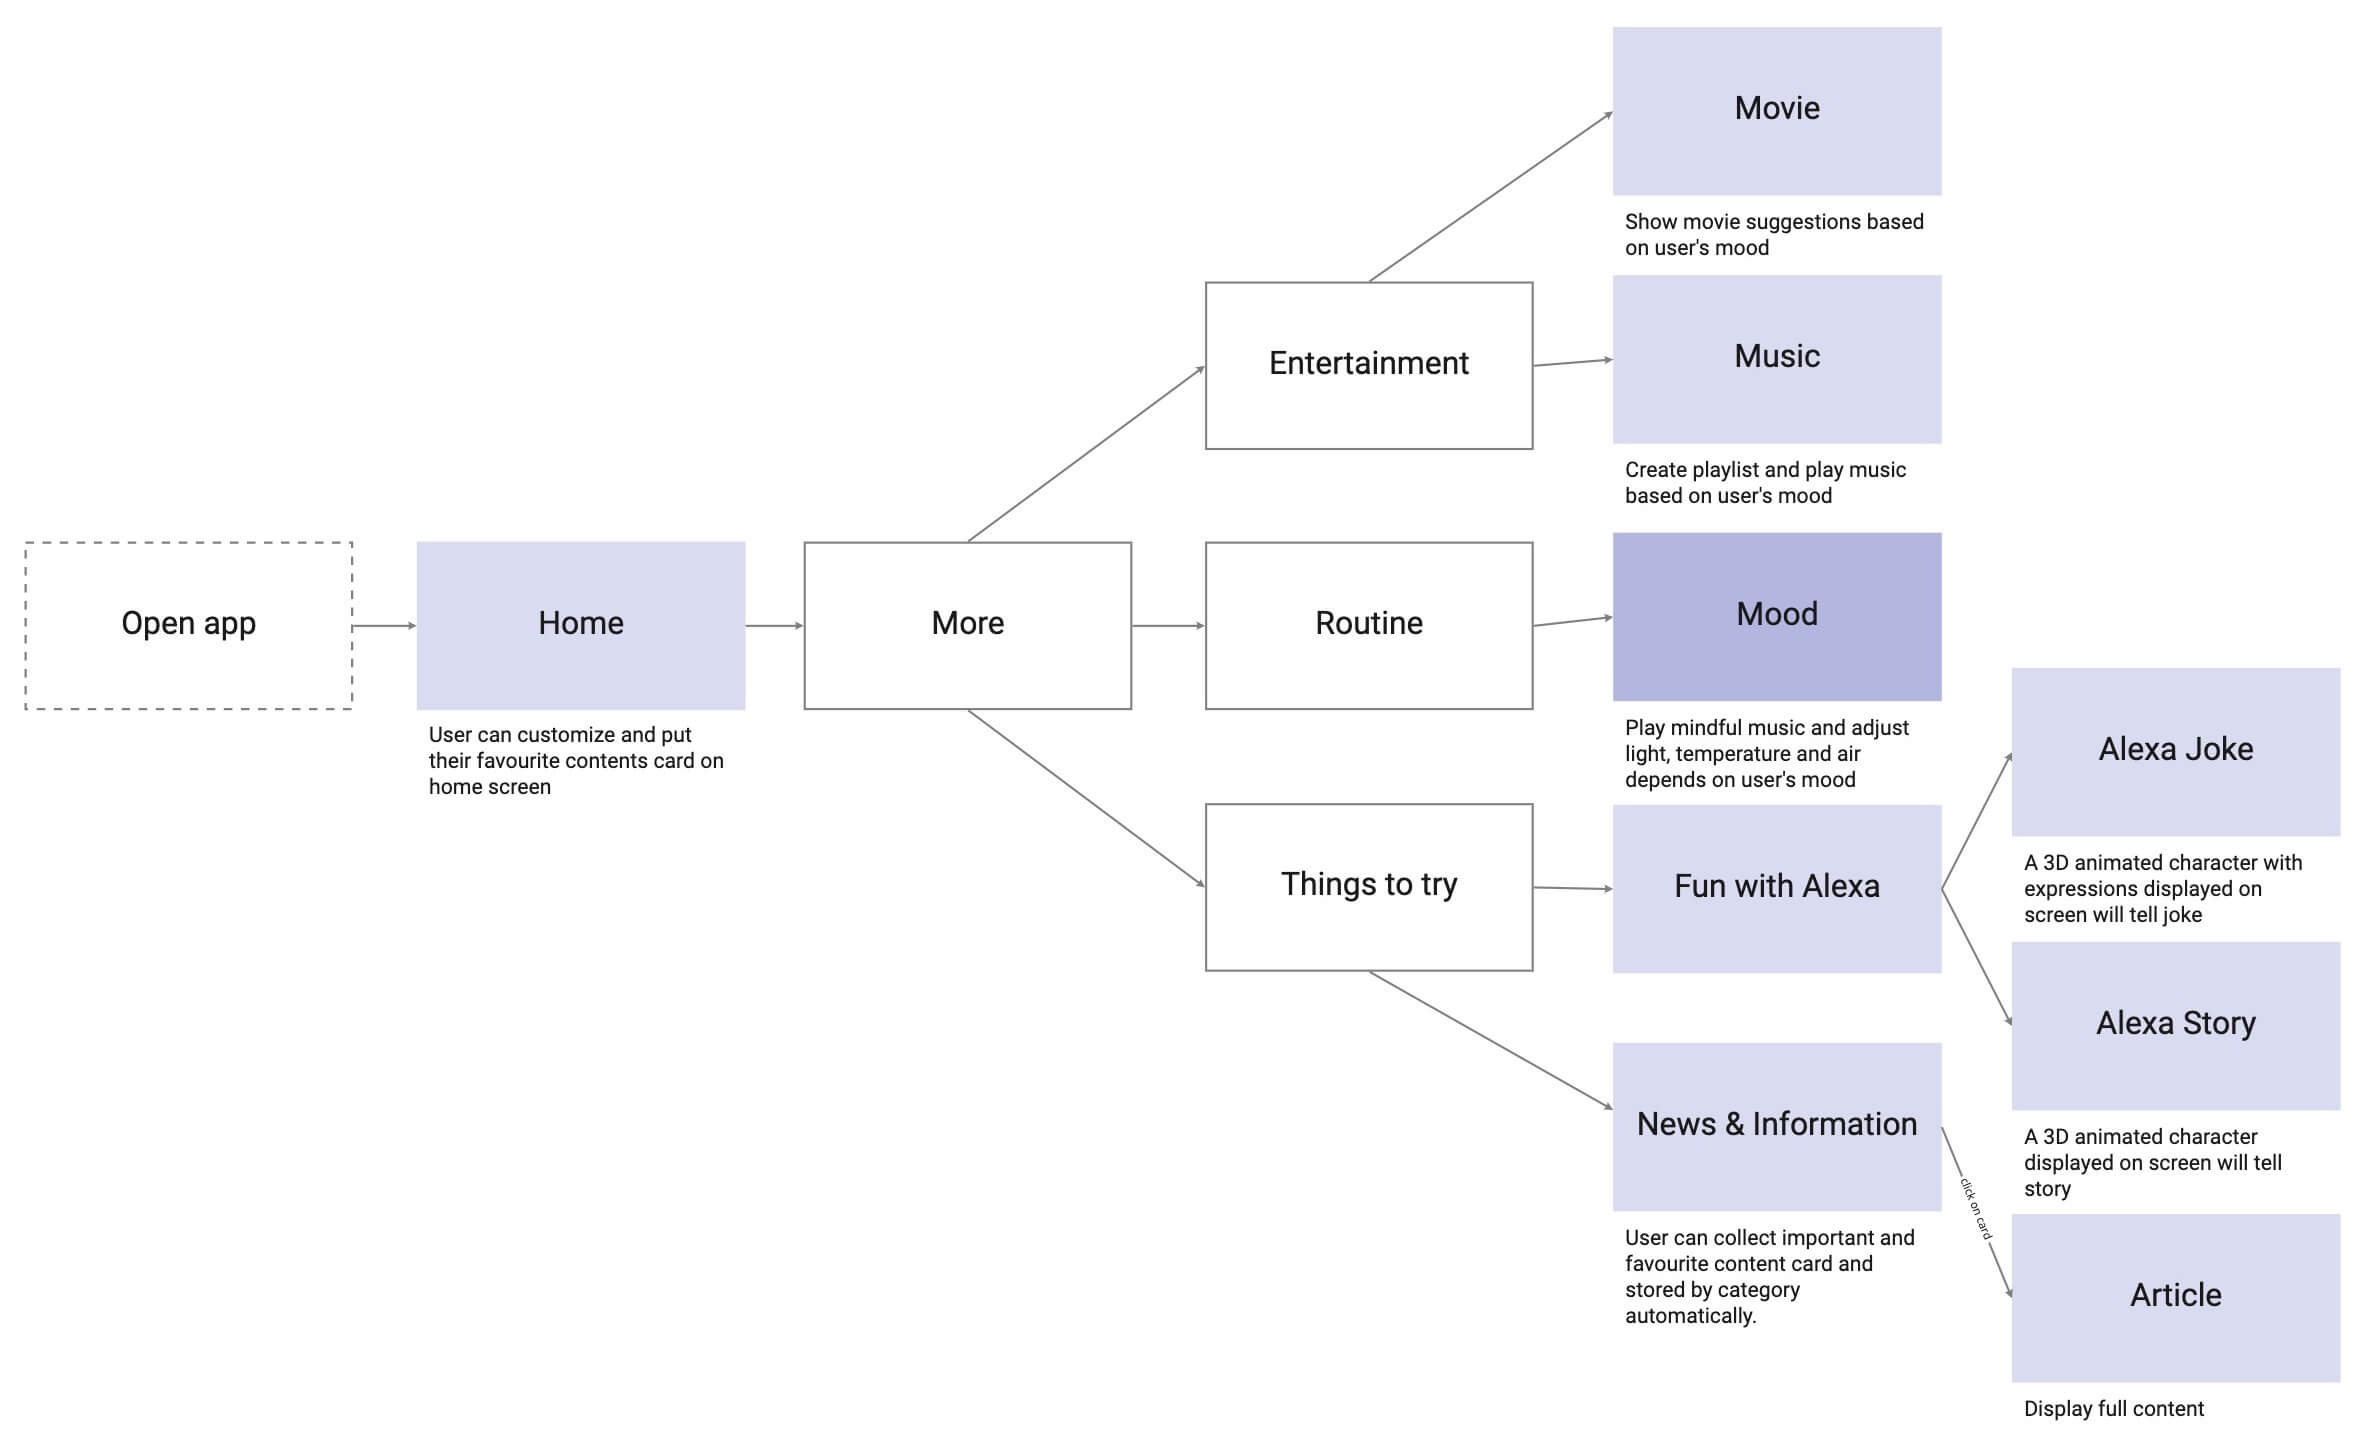 Movie
Show movie suggestions based
on user's mood
Entertainment
Music
Create playlist and play music
based on user's mood
Open app
Home
User can customize and put
their favourite contents card on
home screen
More
Routine
Mood
Play mindful music and adjust
light, temperature and air
depends on user's mood
Things to try
Fun with Alexa
Alexa Joke
A 3D animated character with
expressions displayed on
screen will tell joke
Alexa Story
A 3D animated character
displayed on screen will tell
story
News & Information
User can collect important and
favourite content card and
stored by category
automatically.
click on card
Article
Display full content